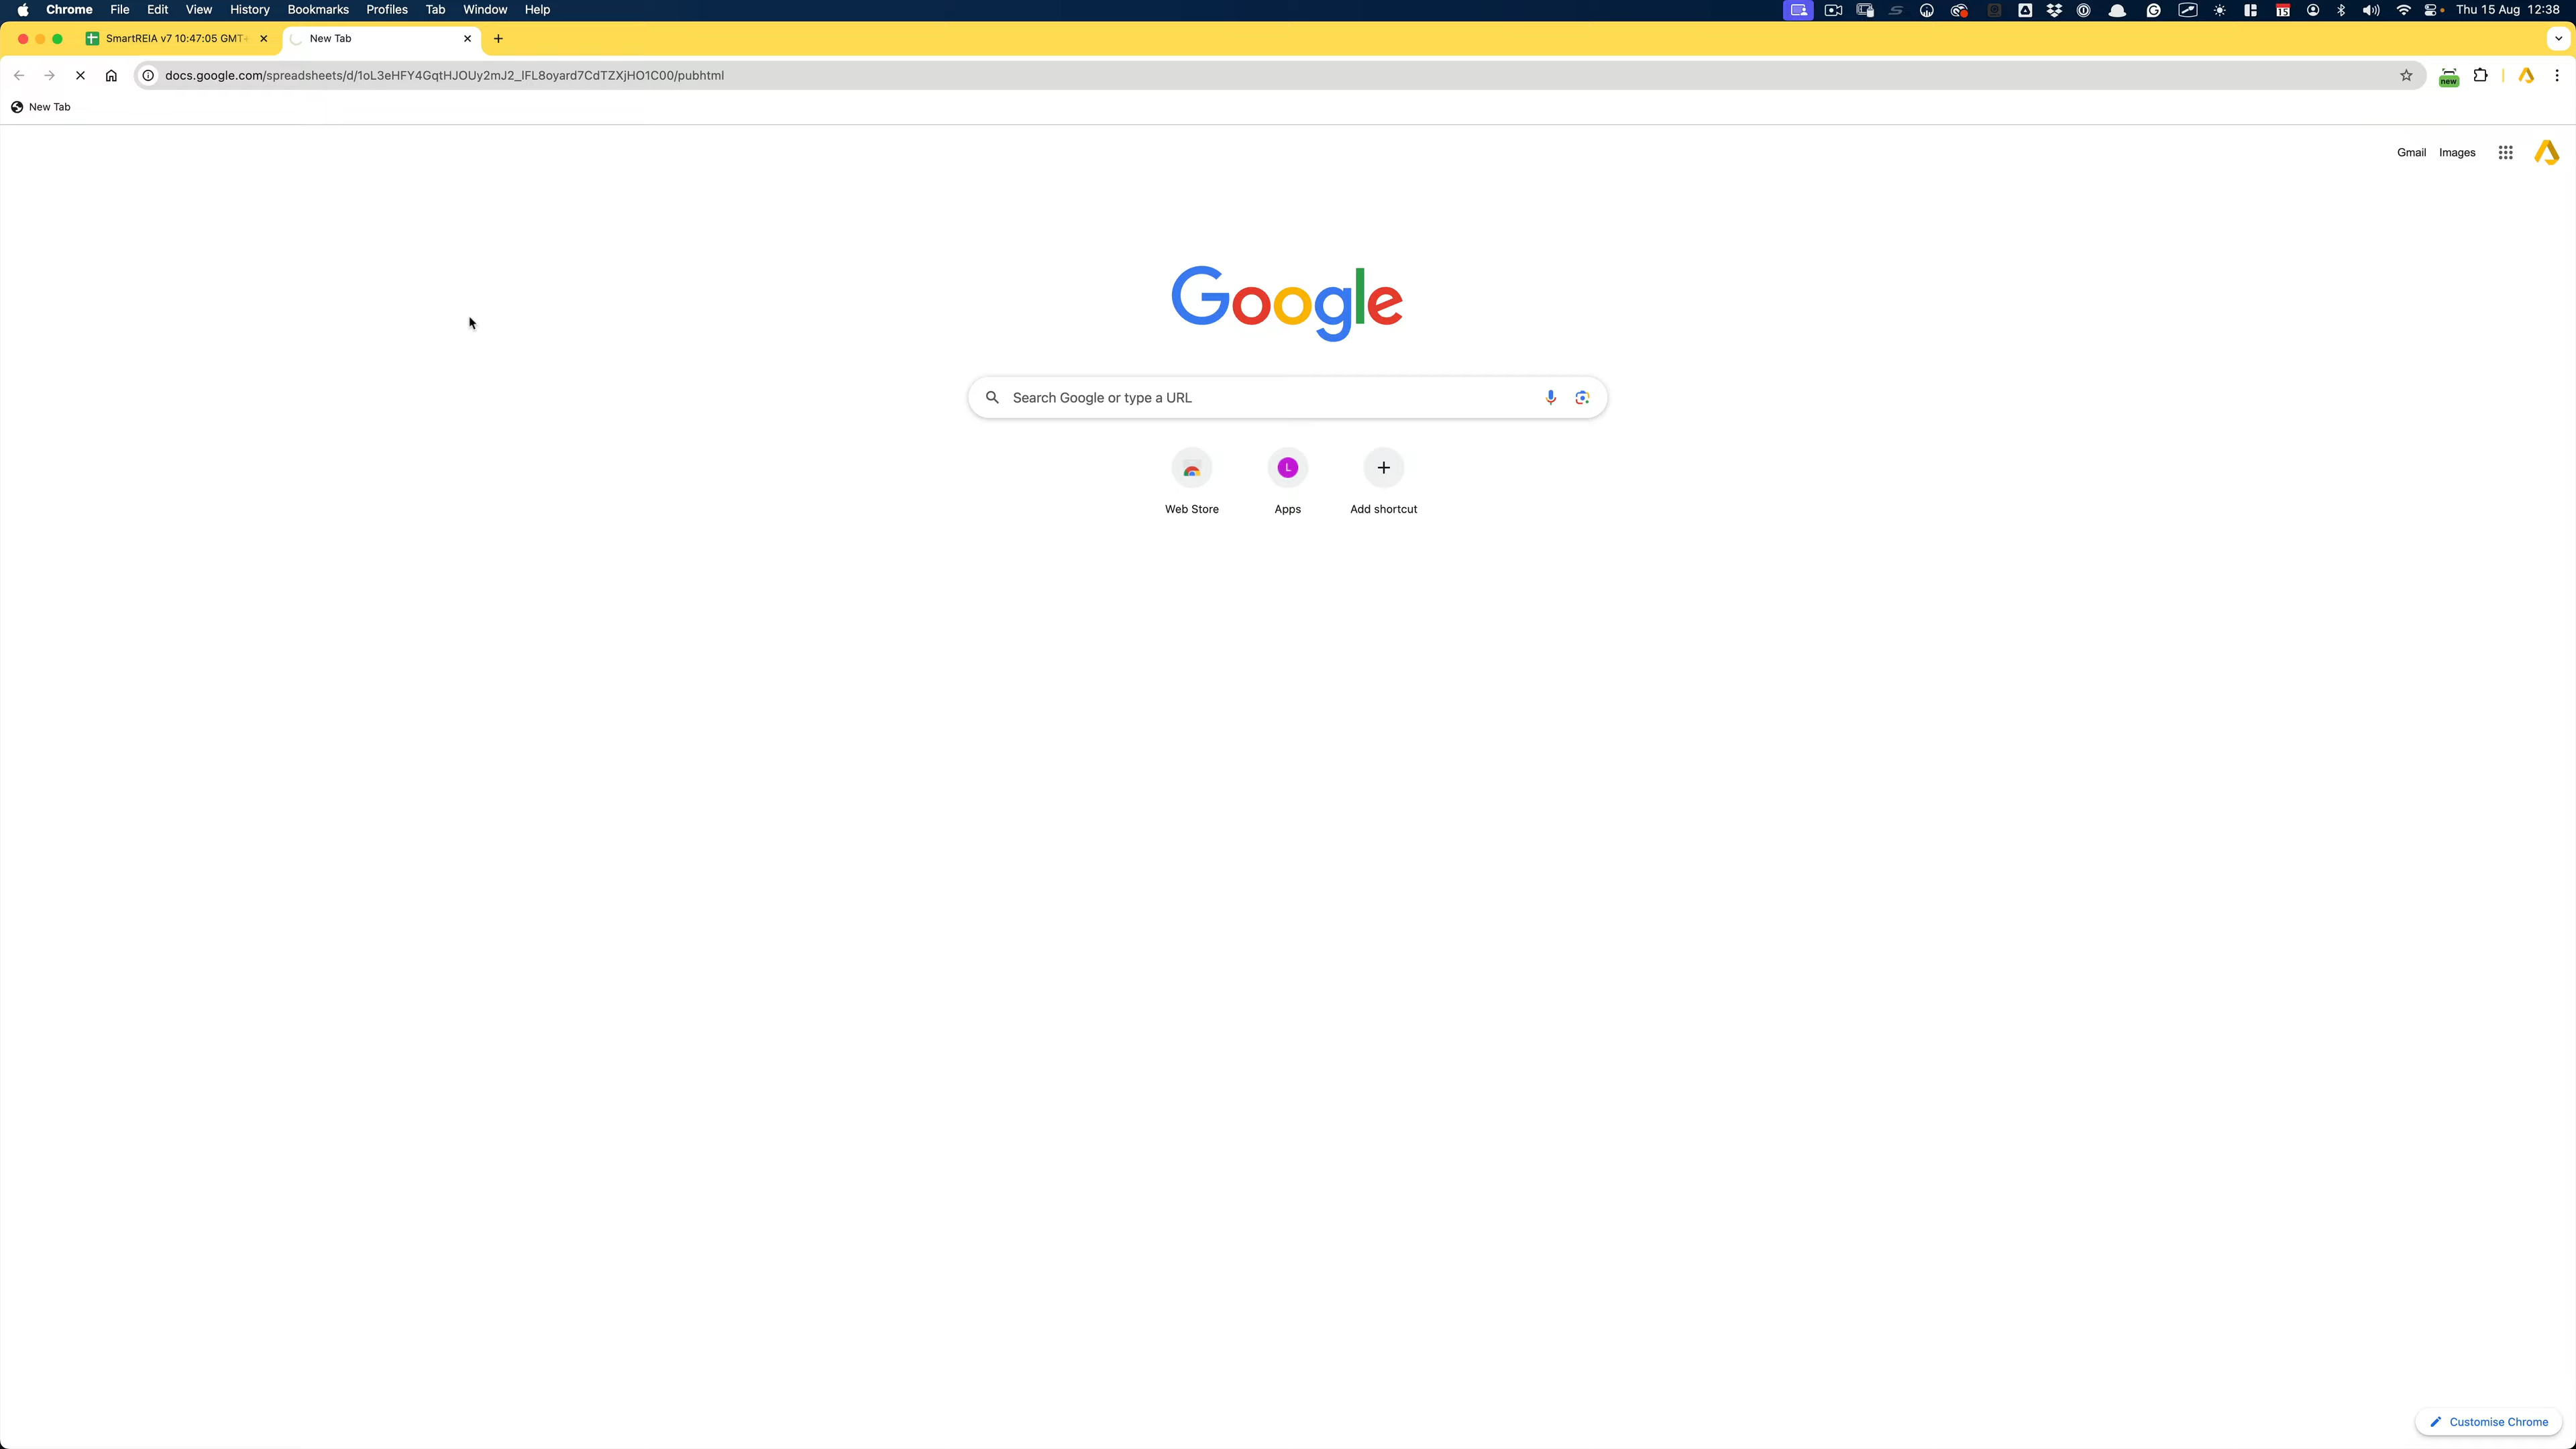 Chrome File Edit View History Bookmarks Profiles Tab Window Help 15 Thu 15 Aug 12:38
SmartREIA v7 10:47:05 GMT New Tab
docs.google.com/spreadsheets/d/1oL3eHFY4GqtHJOUy2mJ2_lFL8oyard7CdTZXjHO1C00/pubhtml new
New Tab
Gmail Images
Google
Search Google or type a URL
L
Web Store Apps Add shortcut
Customise Chrome